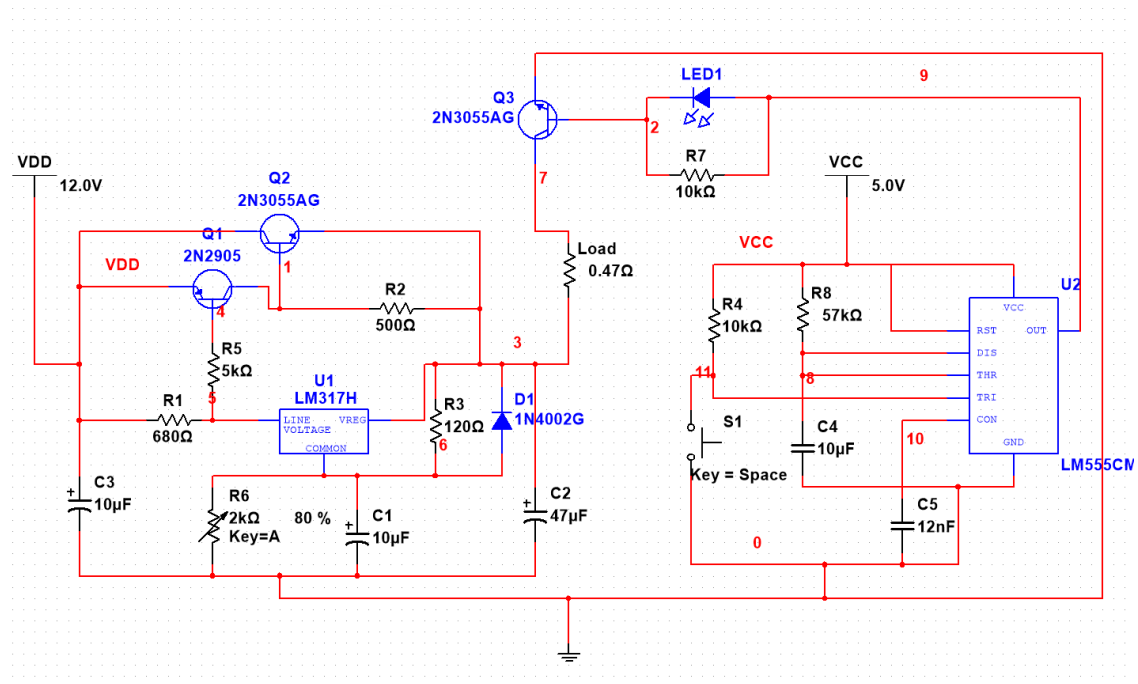 9
LED1
Q3
2N3055AG
2
R7
10kΩ
7
VDD
12.0V
Q2
2N3055AG
Q1
2N2905
VDD
1
4
R2
500Ω
Load
0.47Ω
VCC
5.0V
VCC
R4
10kΩ
R8
57kΩ
U2
VCC
RST
OUT
DIS
THR
TRI
CON
GND
LM555CM
11
8
10
R5
5kΩ
5
R1
680Ω
U1
LM317H
LINE
VOLTAGE
VREG
COMMON
3
R3
120Ω
6
D1
1N4002G
S1
Key = Space
C4
10µF
C3
10µF
R6
2kΩ
Key=A
80 %
C1
10µF
C2
47µF
C5
12nF
0